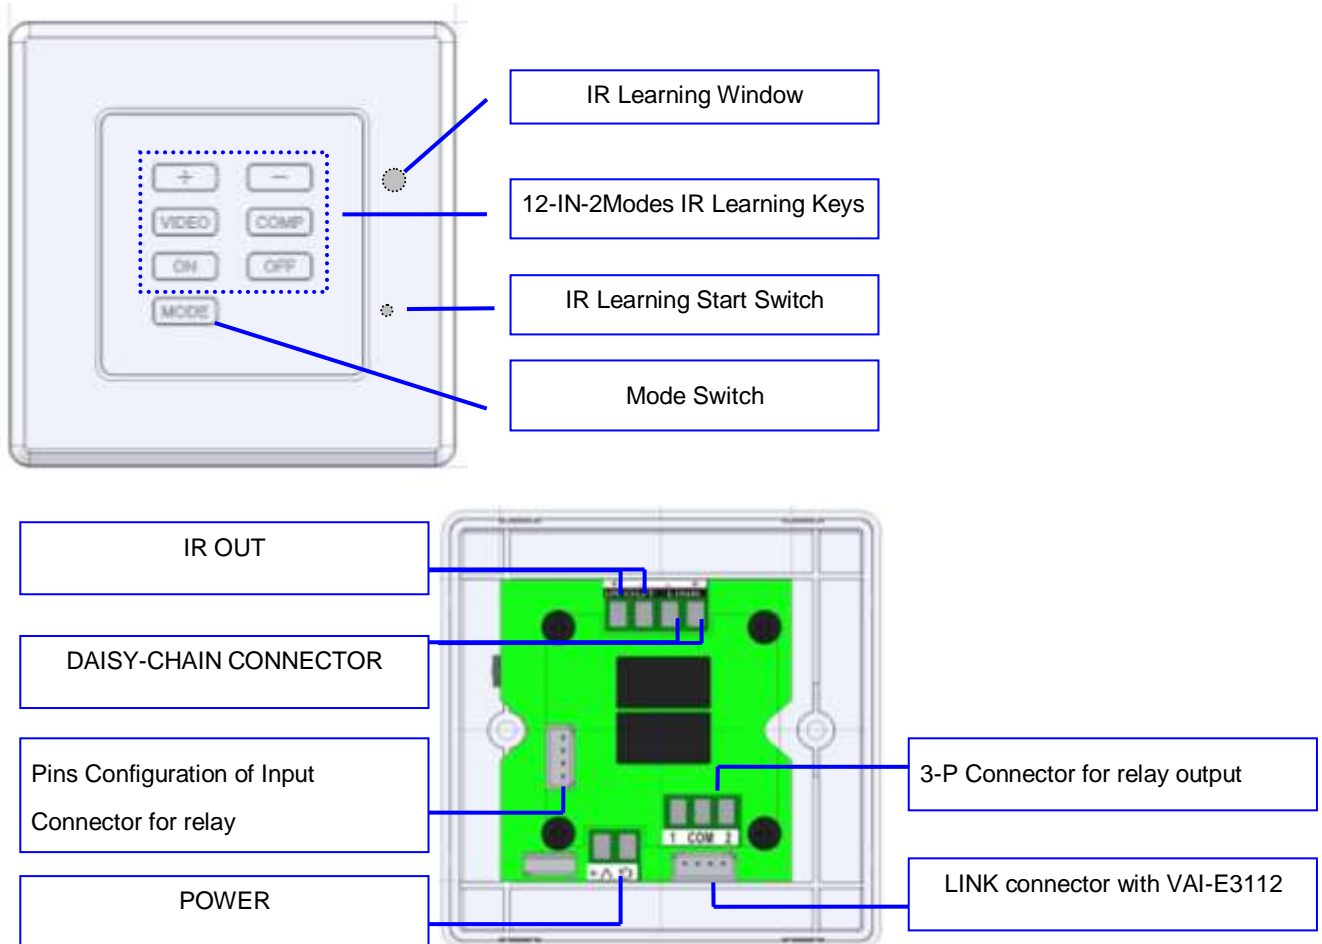 IR Learning Window
+ -
12-IN-2Modes IR Learning Keys
VIDEO COMP
ON OFF
IR Learning Start Switch
MODE
Mode Switch
IR OUT
DAISY-CHAIN CONNECTOR
Pins Configuration of Input
Connector for relay
3-P Connector for relay output
1 COM 2
LINK connector with VAI-E3112
POWER